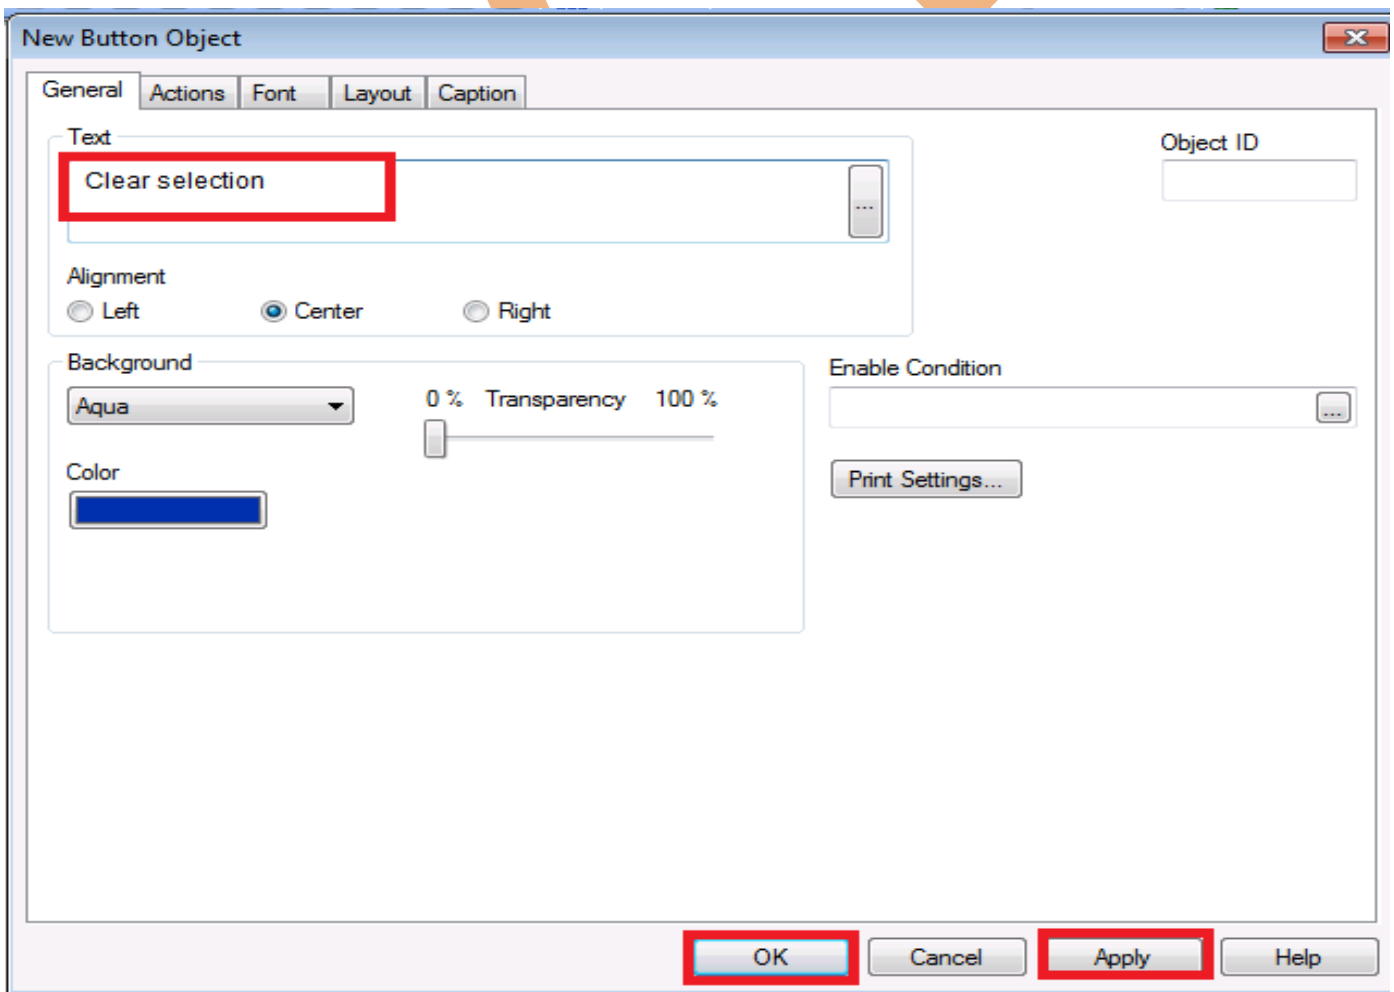 New Button Object
General Actions Font Layout Caption
Text
Object ID
Clear selection
...
Alignment
Left Center Right
Background
Enable Condition
Aqua
0 % Transparency 100 %
...
Color
Print Settings...
OK Cancel Apply Help